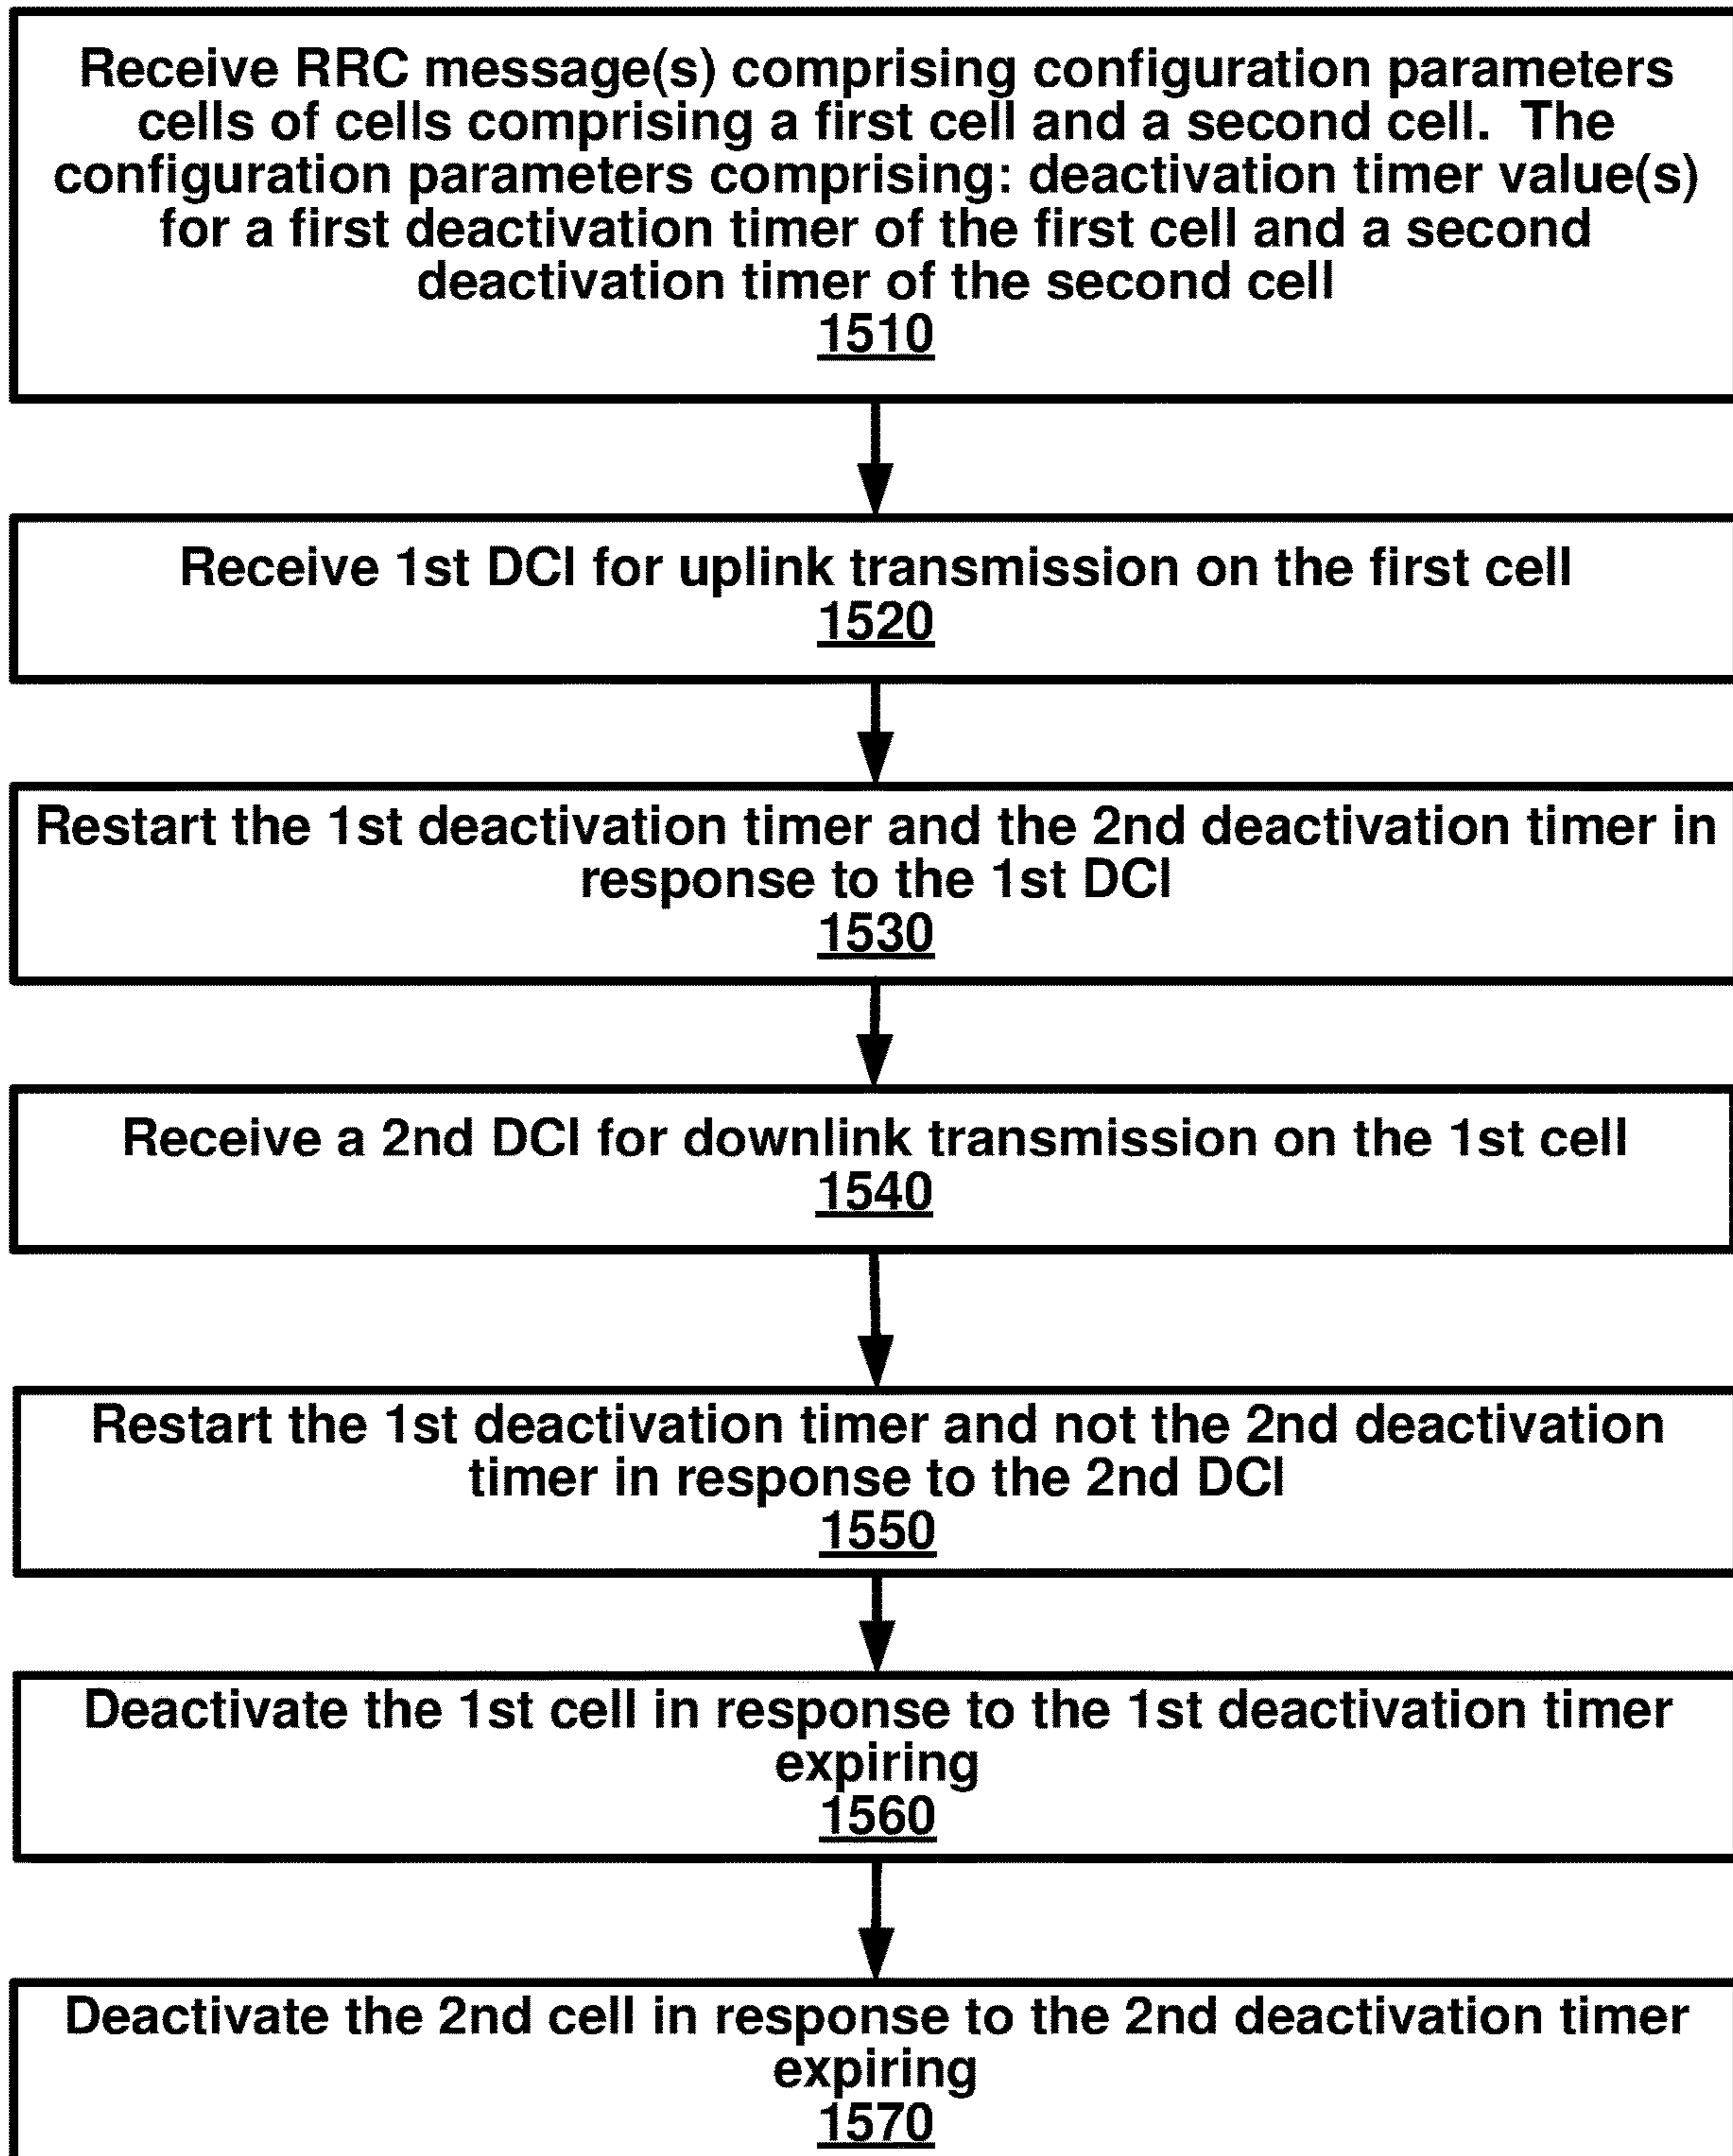 Receive RRC message(s) comprising configuration parameters
cells of cells comprising a first cell and a second cell.  The
configuration parameters comprising: deactivation timer value(s)
for a first deactivation timer of the first cell and a second
deactivation timer of the second cell
1510
Receive 1st DCI for uplink transmission on the first cell
1520
Restart the 1st deactivation timer and the 2nd deactivation timer in
response to the 1st DCI
1530
Receive a 2nd DCI for downlink transmission on the 1st cell
1540
Restart the 1st deactivation timer and not the 2nd deactivation
timer in response to the 2nd DCI
1550
Deactivate the 1st cell in response to the 1st deactivation timer
expiring
1560
Deactivate the 2nd cell in response to the 2nd deactivation timer
expiring
1570